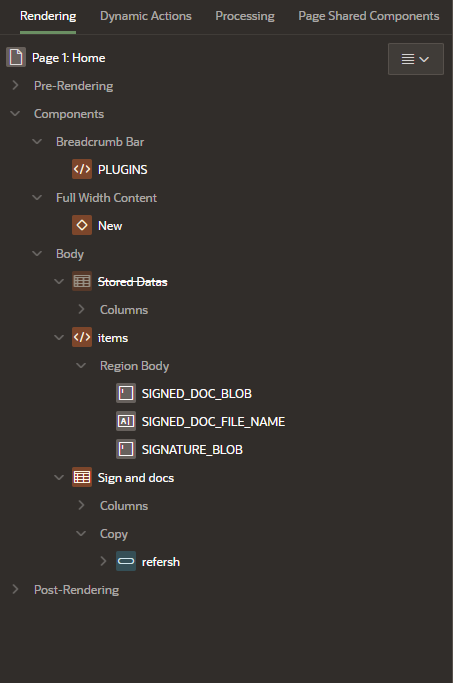 Rendering Dynamic Actions Processing Page Shared Components
Page 1: Home
Pre-Rendering
Components
Breadcrumb Bar
PLUGINS
Full Width Content
New
Body
Stored Datas
Columns
items
Region Body
SIGNED_DOC_BLOB
SIGNED_DOC_FILE_NAME
SIGNATURE_BLOB
Sign and docs
Columns
Copy
refersh
Post-Rendering